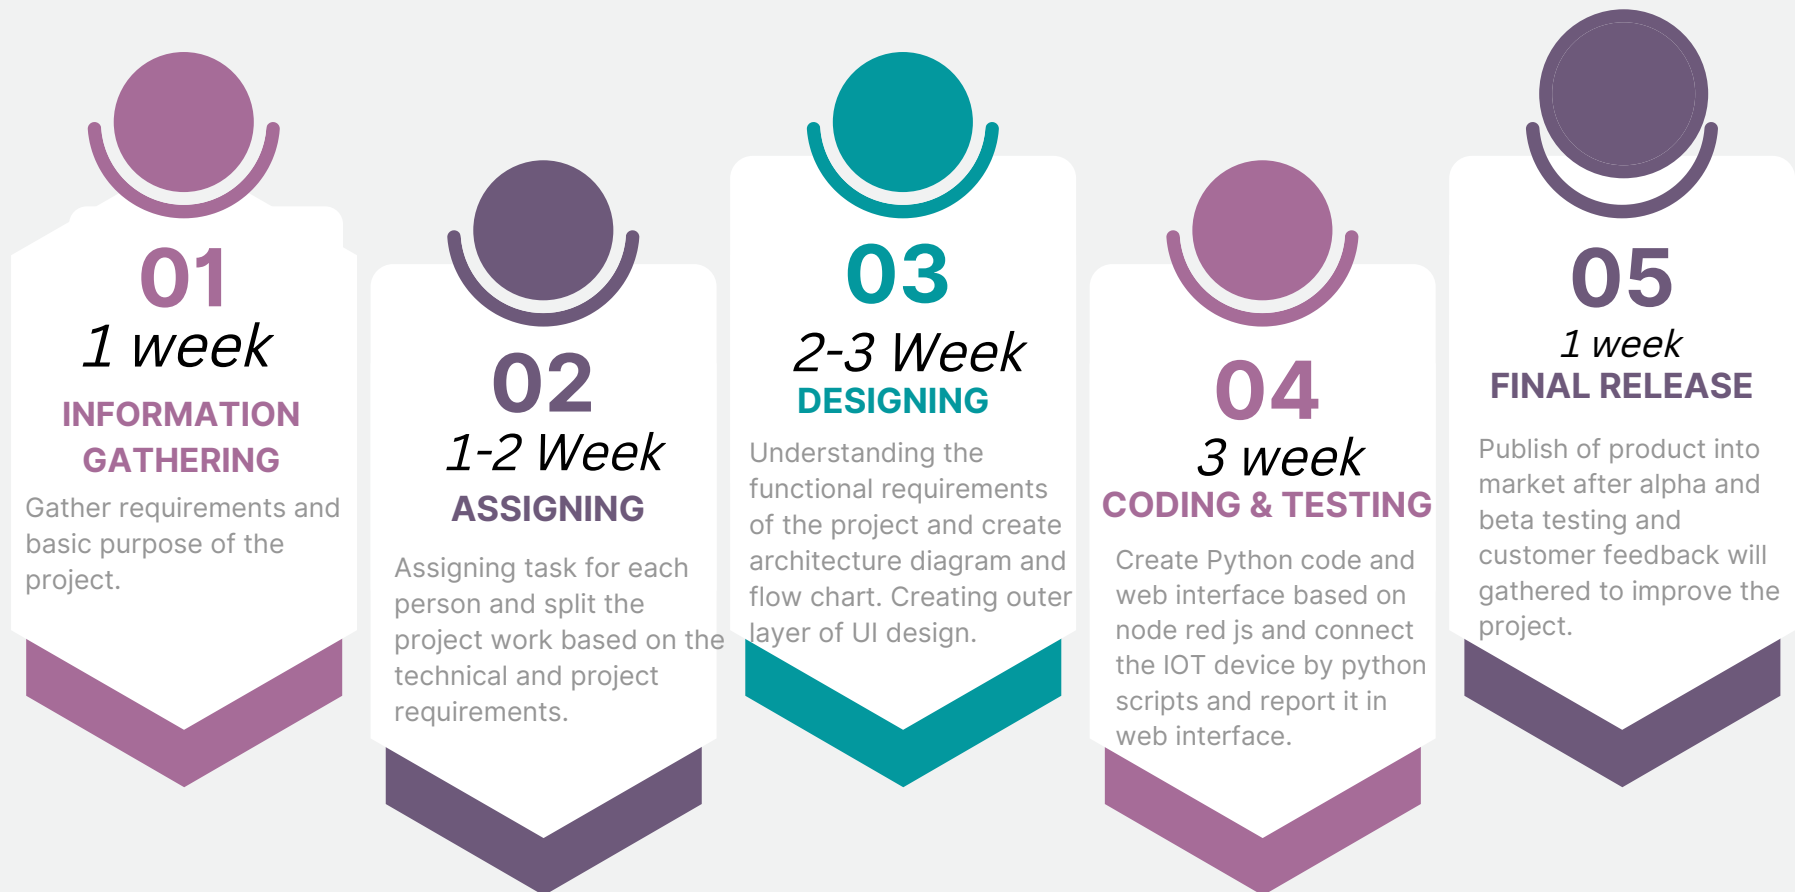 01
1 week
INFORMATION
GATHERING
Gather requirements and
basic purpose of the
project.
02
1-2 Week
ASSIGNING
Assigning task for each
person and split the
project work based on the
technical and project
requirements.
03
2-3 Week
DESIGNING
Understanding the
functional requirements
of the project and create
architecture diagram and
flow chart. Creating outer
layer of UI design.
04
3 week
CODING & TESTING
Create Python code and
web interface based on
node red js and connect
the IOT device by python
scripts and report it in
web interface.
05
1 week
FINAL RELEASE
Publish of product into
market after alpha and
beta testing and
customer feedback will
gathered to improve the
project.